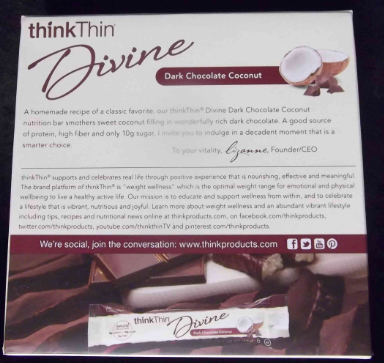 thinkThin®
Divine
Dark Chocolate Coconut
A homemade recipe of a classic favorite, our thinkThin® Divine Dark Chocolate Coconut
nutrition bar smothers sweet coconut filling in wonderfully rich dark chocolate. A good source
of protein, high fiber and only 10g sugar, I invite you to indulge in a decadent moment that is a
smarter choice.
To your vitality, Lizanne, Founder/CEO
thinkThin® supports and celebrates real life through positive experience that is nourishing, effective and meaningful.
The brand platform of thinkThin® is "weight wellness" which is the optimal weight range for emotional and physical
wellbeing to live a healthy active life. Our mission is to educate and support wellness from within, and to celebrate
a lifestyle that is vibrant, nutritious and joyful. Learn more about weight wellness and an abundant vibrant lifestyle
including tips, recipes and nutritional news online at thinkproducts.com, on facebook.com/thinkproducts,
twitter.com/thinkproducts, youtube.com/thinkthinTV and pinterest.com/thinkproducts.
We're social, join the conversation: www.thinkproducts.com
thinkThin Divine
Dark Chocolate Coconut